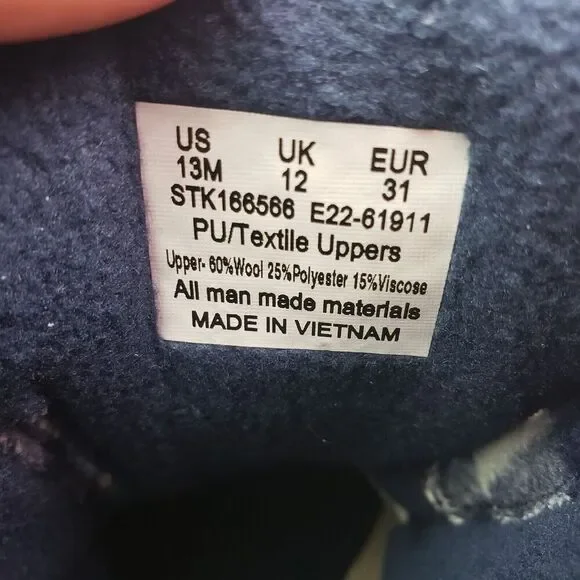 US UK EUR
13M 12 31
STK166566 E22-61911
PU/Textile Uppers
Upper- 60%Wool 25%Polyester 15%Viscose
All man made materials
MADE IN VIETNAM